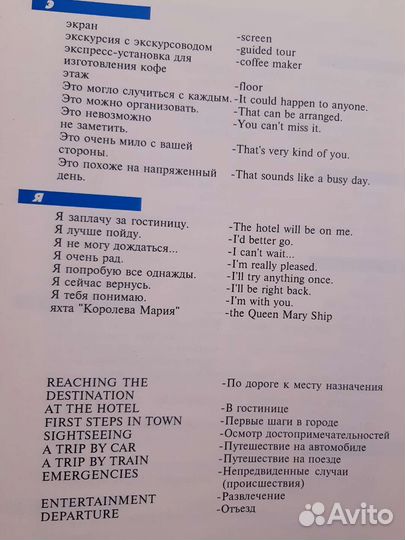 Э
экран -screen
экскурсия с экскурсоводом -guided tour
экспресс-установка для -coffee maker
изготовления кофе
этаж -floor
Это могло случиться с каждым. -It could happen to anyone.
Это можно организовать. -That can be arranged.
Это невозможно -You can't miss it.
не заметить.
Это очень мило с вашей -That's very kind of you.
стороны.
Это похоже на напряженный -That sounds like a busy day.
день.
Я
Я заплачу за гостиницу. -The hotel will be on me.
Я лучше пойду. -I'd better go.
Я не могу дождаться... -I can't wait...
Я очень рад. -I'm really pleased.
Я попробую все однажды. -I'll try anything once.
Я сейчас вернусь. -I'll be right back.
Я тебя понимаю. -I'm with you.
яхта "Королева Мария" -the Queen Mary Ship
REACHING THE -По дороге к месту назначения
DESTINATION
AT THE HOTEL -В гостинице
FIRST STEPS IN TOWN -Первые шаги в городе
SIGHTSEEING -Осмотр достопримечательностей
A TRIP BY CAR -Путешествие на автомобиле
A TRIP BY TRAIN -Путешествие на поезде
EMERGENCIES -Непредвиденные случаи
(происшествия)
ENTERTAINMENT -Развлечение
DEPARTURE -Отъезд
Avito